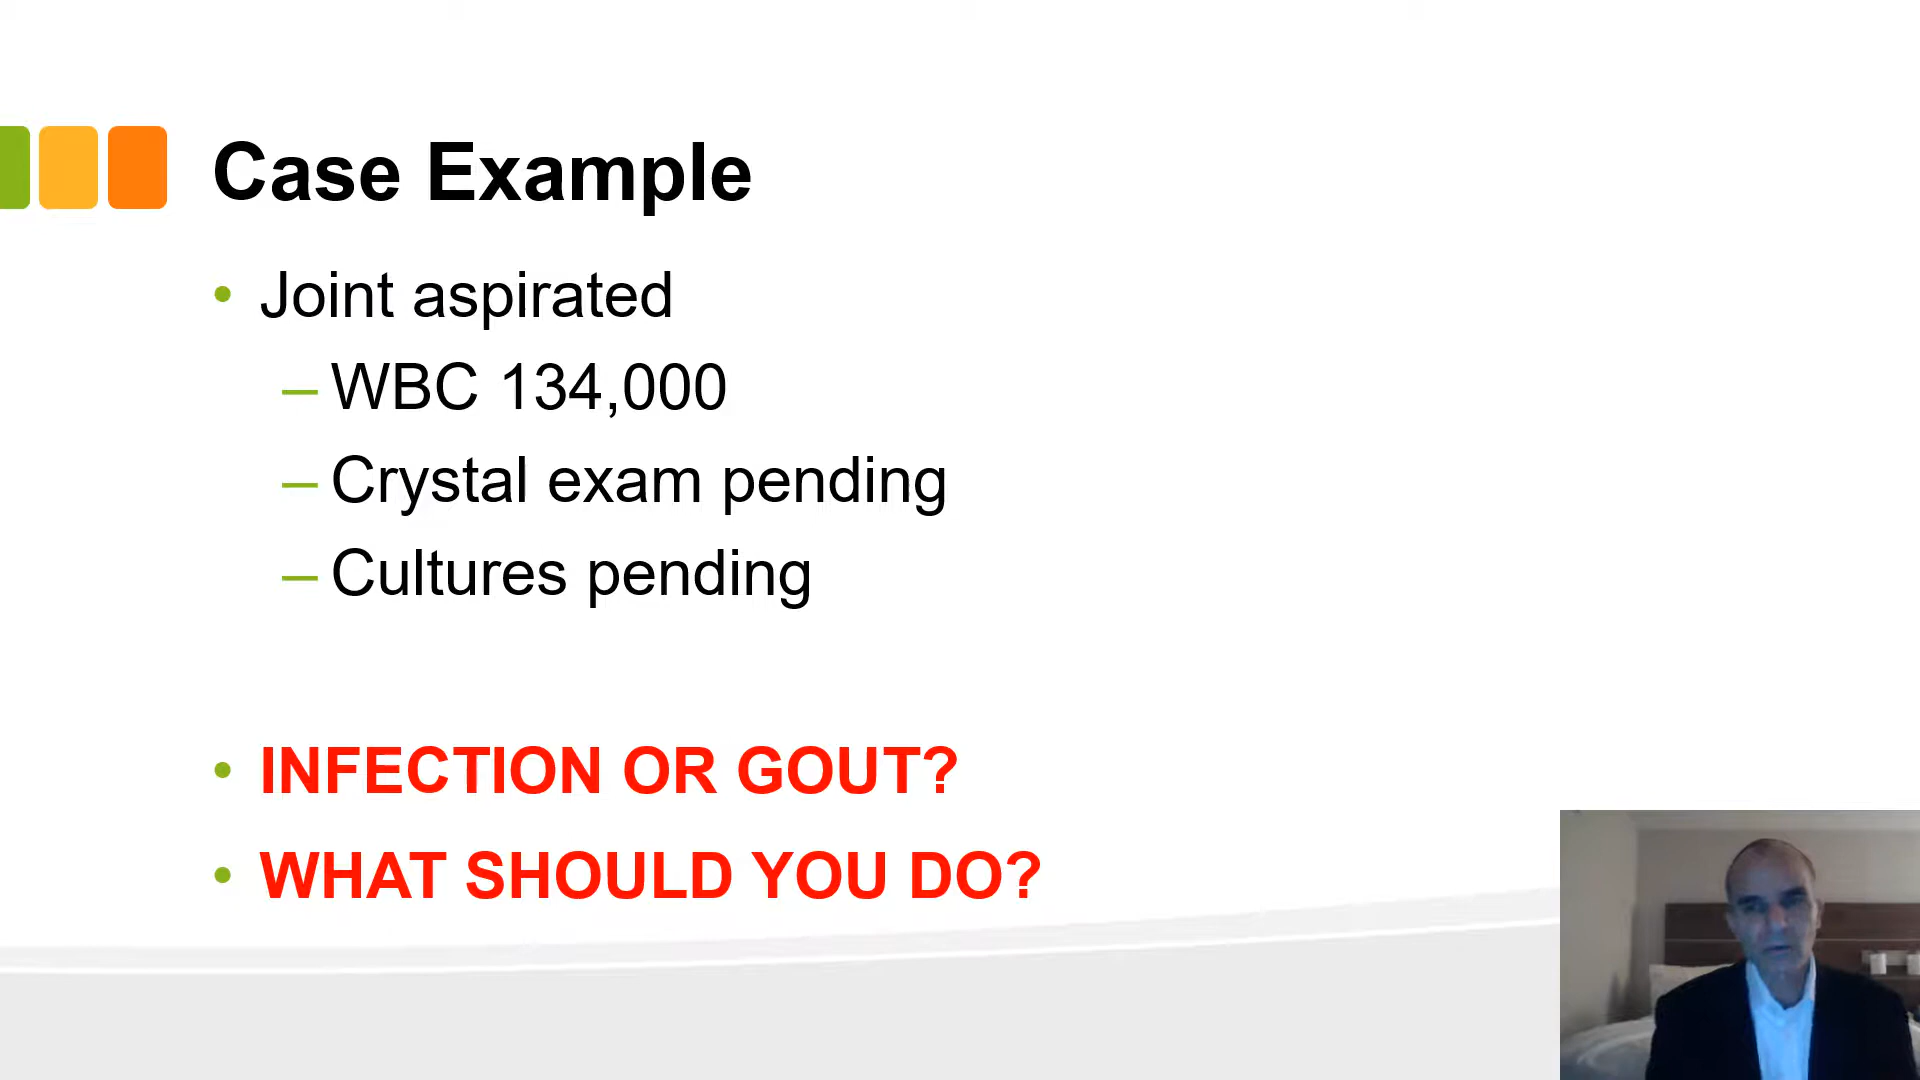 Case Example
• Joint aspirated
– WBC 134,000
– Crystal exam pending
– Cultures pending
• INFECTION OR GOUT?
• WHAT SHOULD YOU DO?